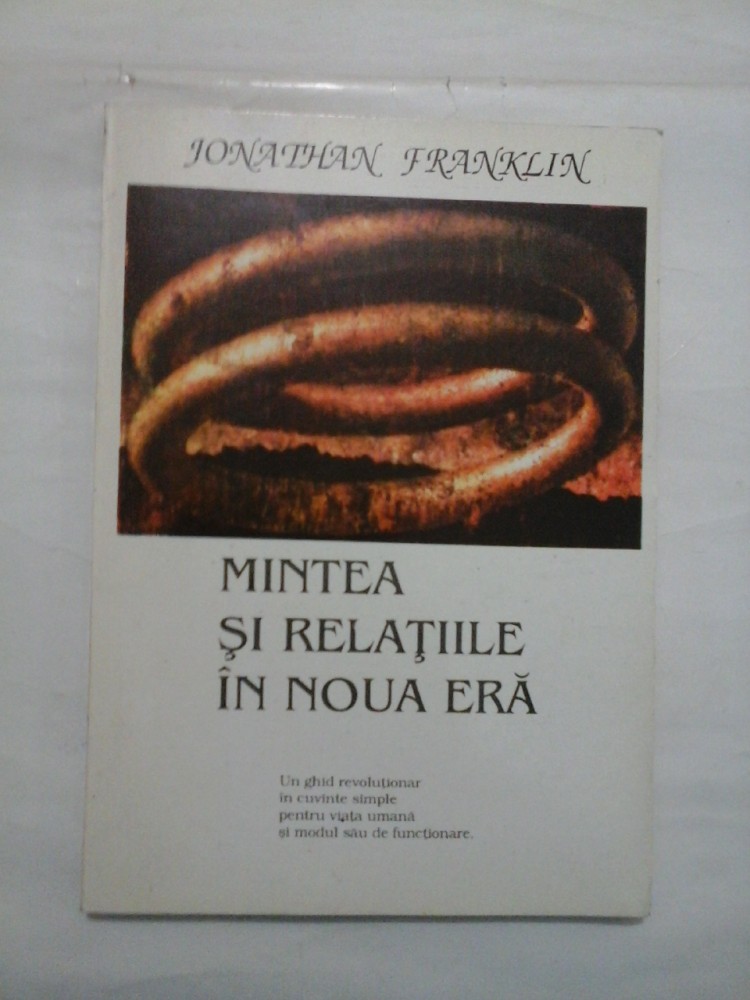 JONATHAN FRANKLIN
MINTEA
ŞI RELAŢIILE
ÎN NOUA ERĂ
Un ghid revoluţionar
în cuvinte simple
pentru viaţa umană
şi modul său de funcţionare.